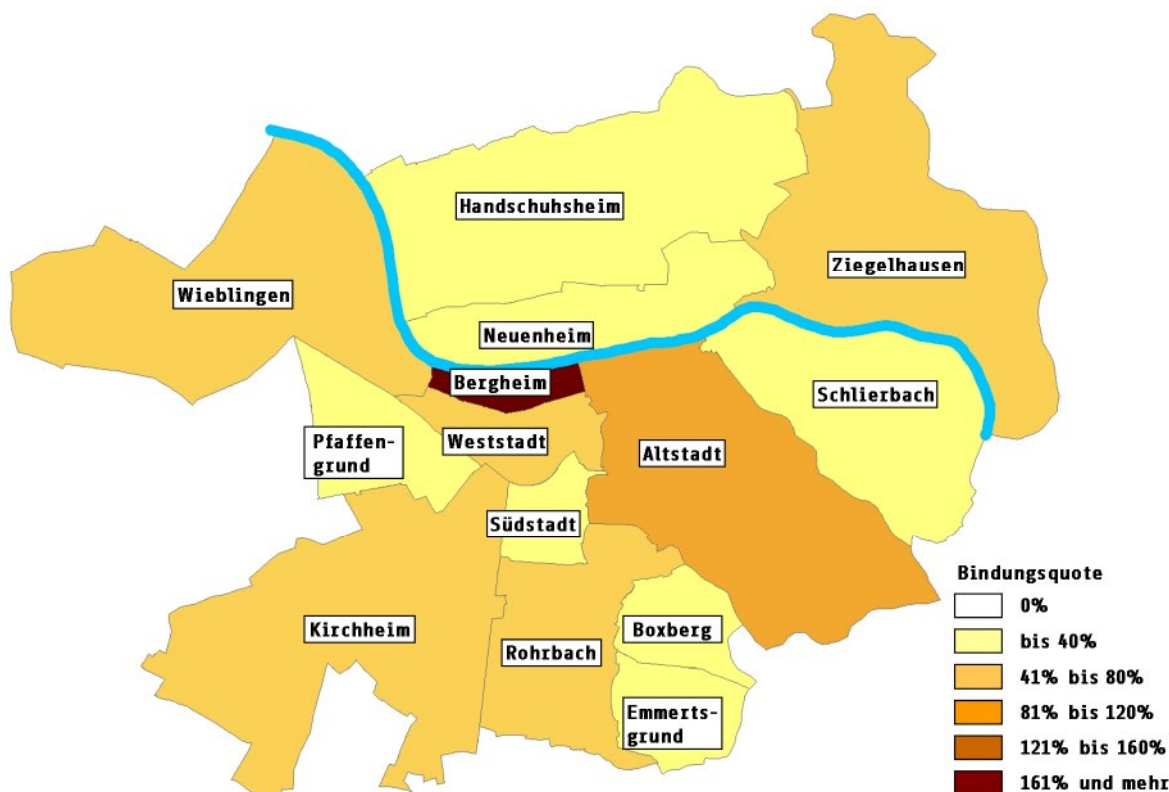 Handschuhsheim
Ziegelhausen
Wieblingen
Neuenheim
Bergheim
Schlierbach
Pfaffen-
grund
Weststadt
Altstadt
Südstadt
Kirchheim
Rohrbach
Boxberg
Emmerts-
grund
Bindungsquote
0%
bis 40%
41% bis 80%
81% bis 120%
121% bis 160%
161% und mehr